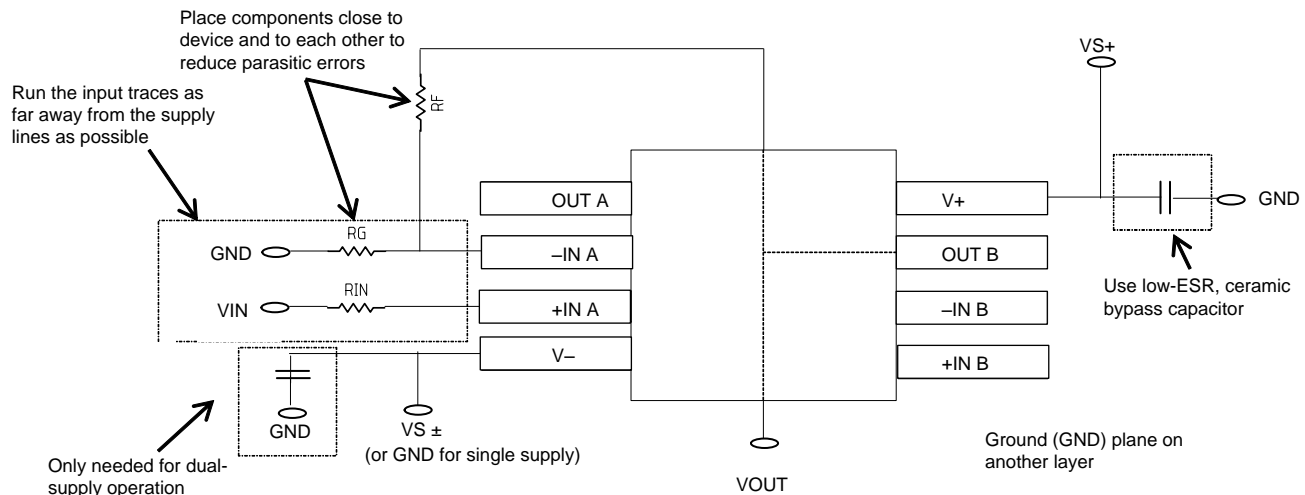 Place components close to
device and to each other to
reduce parasitic errors
Run the input traces as
far away from the supply
lines as possible
RF
VS+
OUT A
V+
GND
RG
GND
–IN A
OUT B
Use low-ESR, ceramic
bypass capacitor
RIN
VIN
+IN A
–IN B
V–
+IN B
GND
VS ±
(or GND for single supply)
Only needed for dual-
supply operation
VOUT
Ground (GND) plane on
another layer